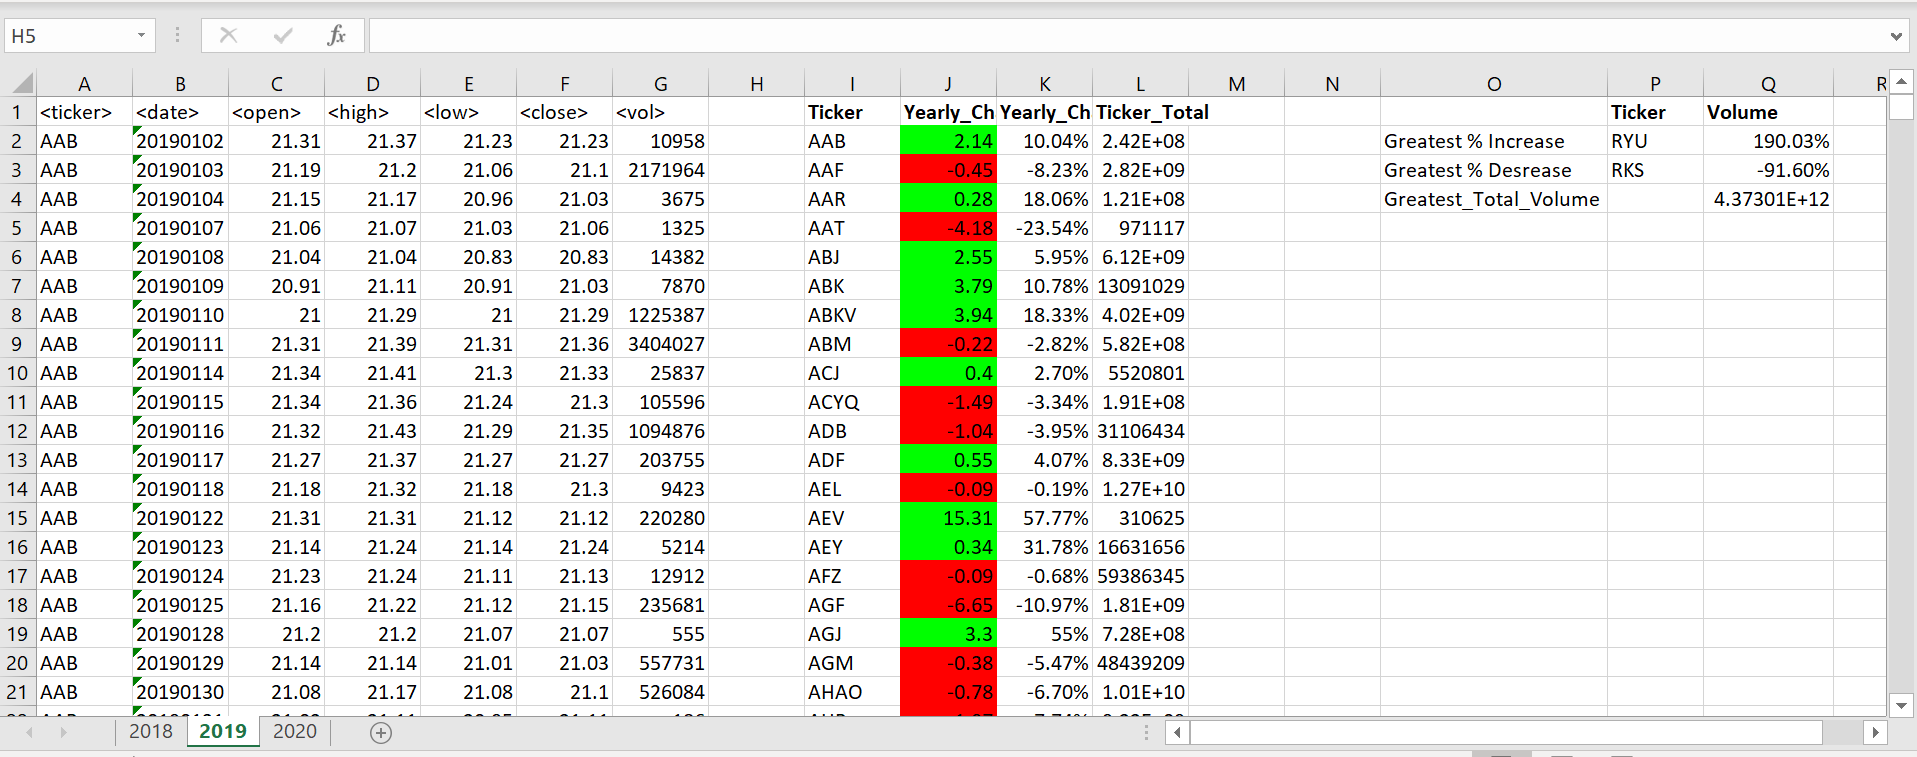 H5 fx
A B C D E F G H I J K L M N O P Q R
1 <ticker> <date> <open> <high> <low> <close> <vol> Ticker Yearly_Ch Yearly_Ch Ticker_Total Ticker Volume
2 AAB 20190102 21.31 21.37 21.23 21.23 10958 AAB 2.14 10.04% 2.42E+08 Greatest % Increase RYU 190.03%
3 AAB 20190103 21.19 21.2 21.06 21.1 2171964 AAF -0.45 -8.23% 2.82E+09 Greatest % Desrease RKS -91.60%
4 AAB 20190104 21.15 21.17 20.96 21.03 3675 AAR 0.28 18.06% 1.21E+08 Greatest_Total_Volume 4.37301E+12
5 AAB 20190107 21.06 21.07 21.03 21.06 1325 AAT -4.18 -23.54% 971117
6 AAB 20190108 21.04 21.04 20.83 20.83 14382 ABJ 2.55 5.95% 6.12E+09
7 AAB 20190109 20.91 21.11 20.91 21.03 7870 ABK 3.79 10.78% 13091029
8 AAB 20190110 21 21.29 21 21.29 1225387 ABKV 3.94 18.33% 4.02E+09
9 AAB 20190111 21.31 21.39 21.31 21.36 3404027 ABM -0.22 -2.82% 5.82E+08
10 AAB 20190114 21.34 21.41 21.3 21.33 25837 ACJ 0.4 2.70% 5520801
11 AAB 20190115 21.34 21.36 21.24 21.3 105596 ACYQ -1.49 -3.34% 1.91E+08
12 AAB 20190116 21.32 21.43 21.29 21.35 1094876 ADB -1.04 -3.95% 31106434
13 AAB 20190117 21.27 21.37 21.27 21.27 203755 ADF 0.55 4.07% 8.33E+09
14 AAB 20190118 21.18 21.32 21.18 21.3 9423 AEL -0.09 -0.19% 1.27E+10
15 AAB 20190122 21.31 21.31 21.12 21.12 220280 AEV 15.31 57.77% 310625
16 AAB 20190123 21.14 21.24 21.14 21.24 5214 AEY 0.34 31.78% 16631656
17 AAB 20190124 21.23 21.24 21.11 21.13 12912 AFZ -0.09 -0.68% 59386345
18 AAB 20190125 21.16 21.22 21.12 21.15 235681 AGF -6.65 -10.97% 1.81E+09
19 AAB 20190128 21.2 21.2 21.07 21.07 555 AGJ 3.3 55% 7.28E+08
20 AAB 20190129 21.14 21.14 21.01 21.03 557731 AGM -0.38 -5.47% 48439209
21 AAB 20190130 21.08 21.17 21.08 21.1 526084 AHAO -0.78 -6.70% 1.01E+10
2018 2019 2020